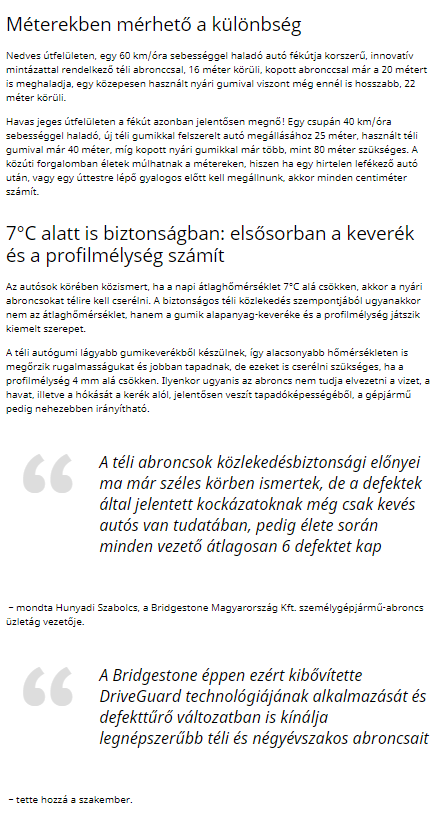 Méterekben mérhető a különbség
Nedves útfelületen, egy 60 km/óra sebességgel haladó autó fékútja korszerű, innovatív
mintázattal rendelkező téli abronccsal, 16 méter körüli, kopott abronccsal már a 20 métert
is meghaladja, egy közepesen használt nyári gumival viszont még ennél is hosszabb, 22
méter körüli.
Havas jeges útfelületen a fékút azonban jelentősen megnő! Egy csupán 40 km/óra
sebességgel haladó, új téli gumikkal felszerelt autó megállásához 25 méter, használt téli
gumival már 40 méter, míg kopott nyári gumikkal már több, mint 80 méter szükséges. A
közúti forgalomban életek múlhatnak a métereken, hiszen ha egy hirtelen lefékező autó
után, vagy egy úttestre lépő gyalogos előtt kell megállnunk, akkor minden centiméter
számít.
7°C alatt is biztonságban: elsősorban a keverék
és a profilmélység számít
Az autósok körében közismert, ha a napi átlaghőmérséklet 7°C alá csökken, akkor a nyári
abroncsokat télire kell cserélni. A biztonságos téli közlekedés szempontjából ugyanakkor
nem az átlaghőmérséklet, hanem a gumik alapanyag-keveréke és a profilmélység játszik
kiemelt szerepet.
A téli autógumi lágyabb gumikeverékből készülnek, így alacsonyabb hőmérsékleten is
megőrzik rugalmasságukat és jobban tapadnak, de ezeket is cserélni szükséges, ha a
profilmélység 4 mm alá csökken. Ilyenkor ugyanis az abroncs nem tudja elvezetni a vizet, a
havat, illetve a hókását a kerék alól, jelentősen veszít tapadóképességéből, a gépjármű
pedig nehezebben irányítható.
“ A téli abroncsok közlekedésbiztonsági előnyei
ma már széles körben ismertek, de a defektek
által jelentett kockázatoknak még csak kevés
autós van tudatában, pedig élete során
minden vezető átlagosan 6 defektet kap
– mondta Hunyadi Szabolcs, a Bridgestone Magyarország Kft. személygépjármű-abroncs
üzletág vezetője.
“ A Bridgestone éppen ezért kibővítette
DriveGuard technológiájának alkalmazását és
defekttűrő változatban is kínálja
legnépszerűbb téli és négyévszakos abroncsait
– tette hozzá a szakember.